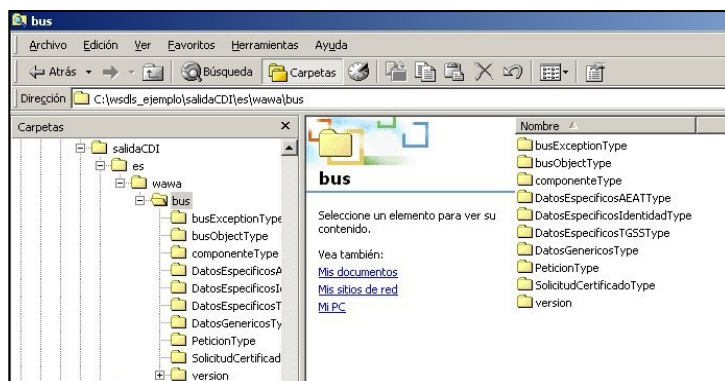 bus
Archivo Edición Ver Favoritos Herramientas Ayuda
Atrás Búsqueda Carpetas
Dirección C:\wsdls_ejemplo\salidaCDI\es\wawa\bus
Carpetas
salidaCDI
es
wawa
bus
busExceptionType
busObjectType
componenteType
DatosEspecificosA
DatosEspecificosI
DatosEspecificosT
DatosGenericosTy
PeticionType
SolicitudCertificad
version
bus
Seleccione un elemento para ver su
contenido.
Vea también:
Mis documentos
Mis sitios de red
Mi PC
Nombre
busExceptionType
busObjectType
componenteType
DatosEspecificosAEATType
DatosEspecificosIdentidadType
DatosEspecificosTGSSType
DatosGenericosType
PeticionType
SolicitudCertificadoType
version